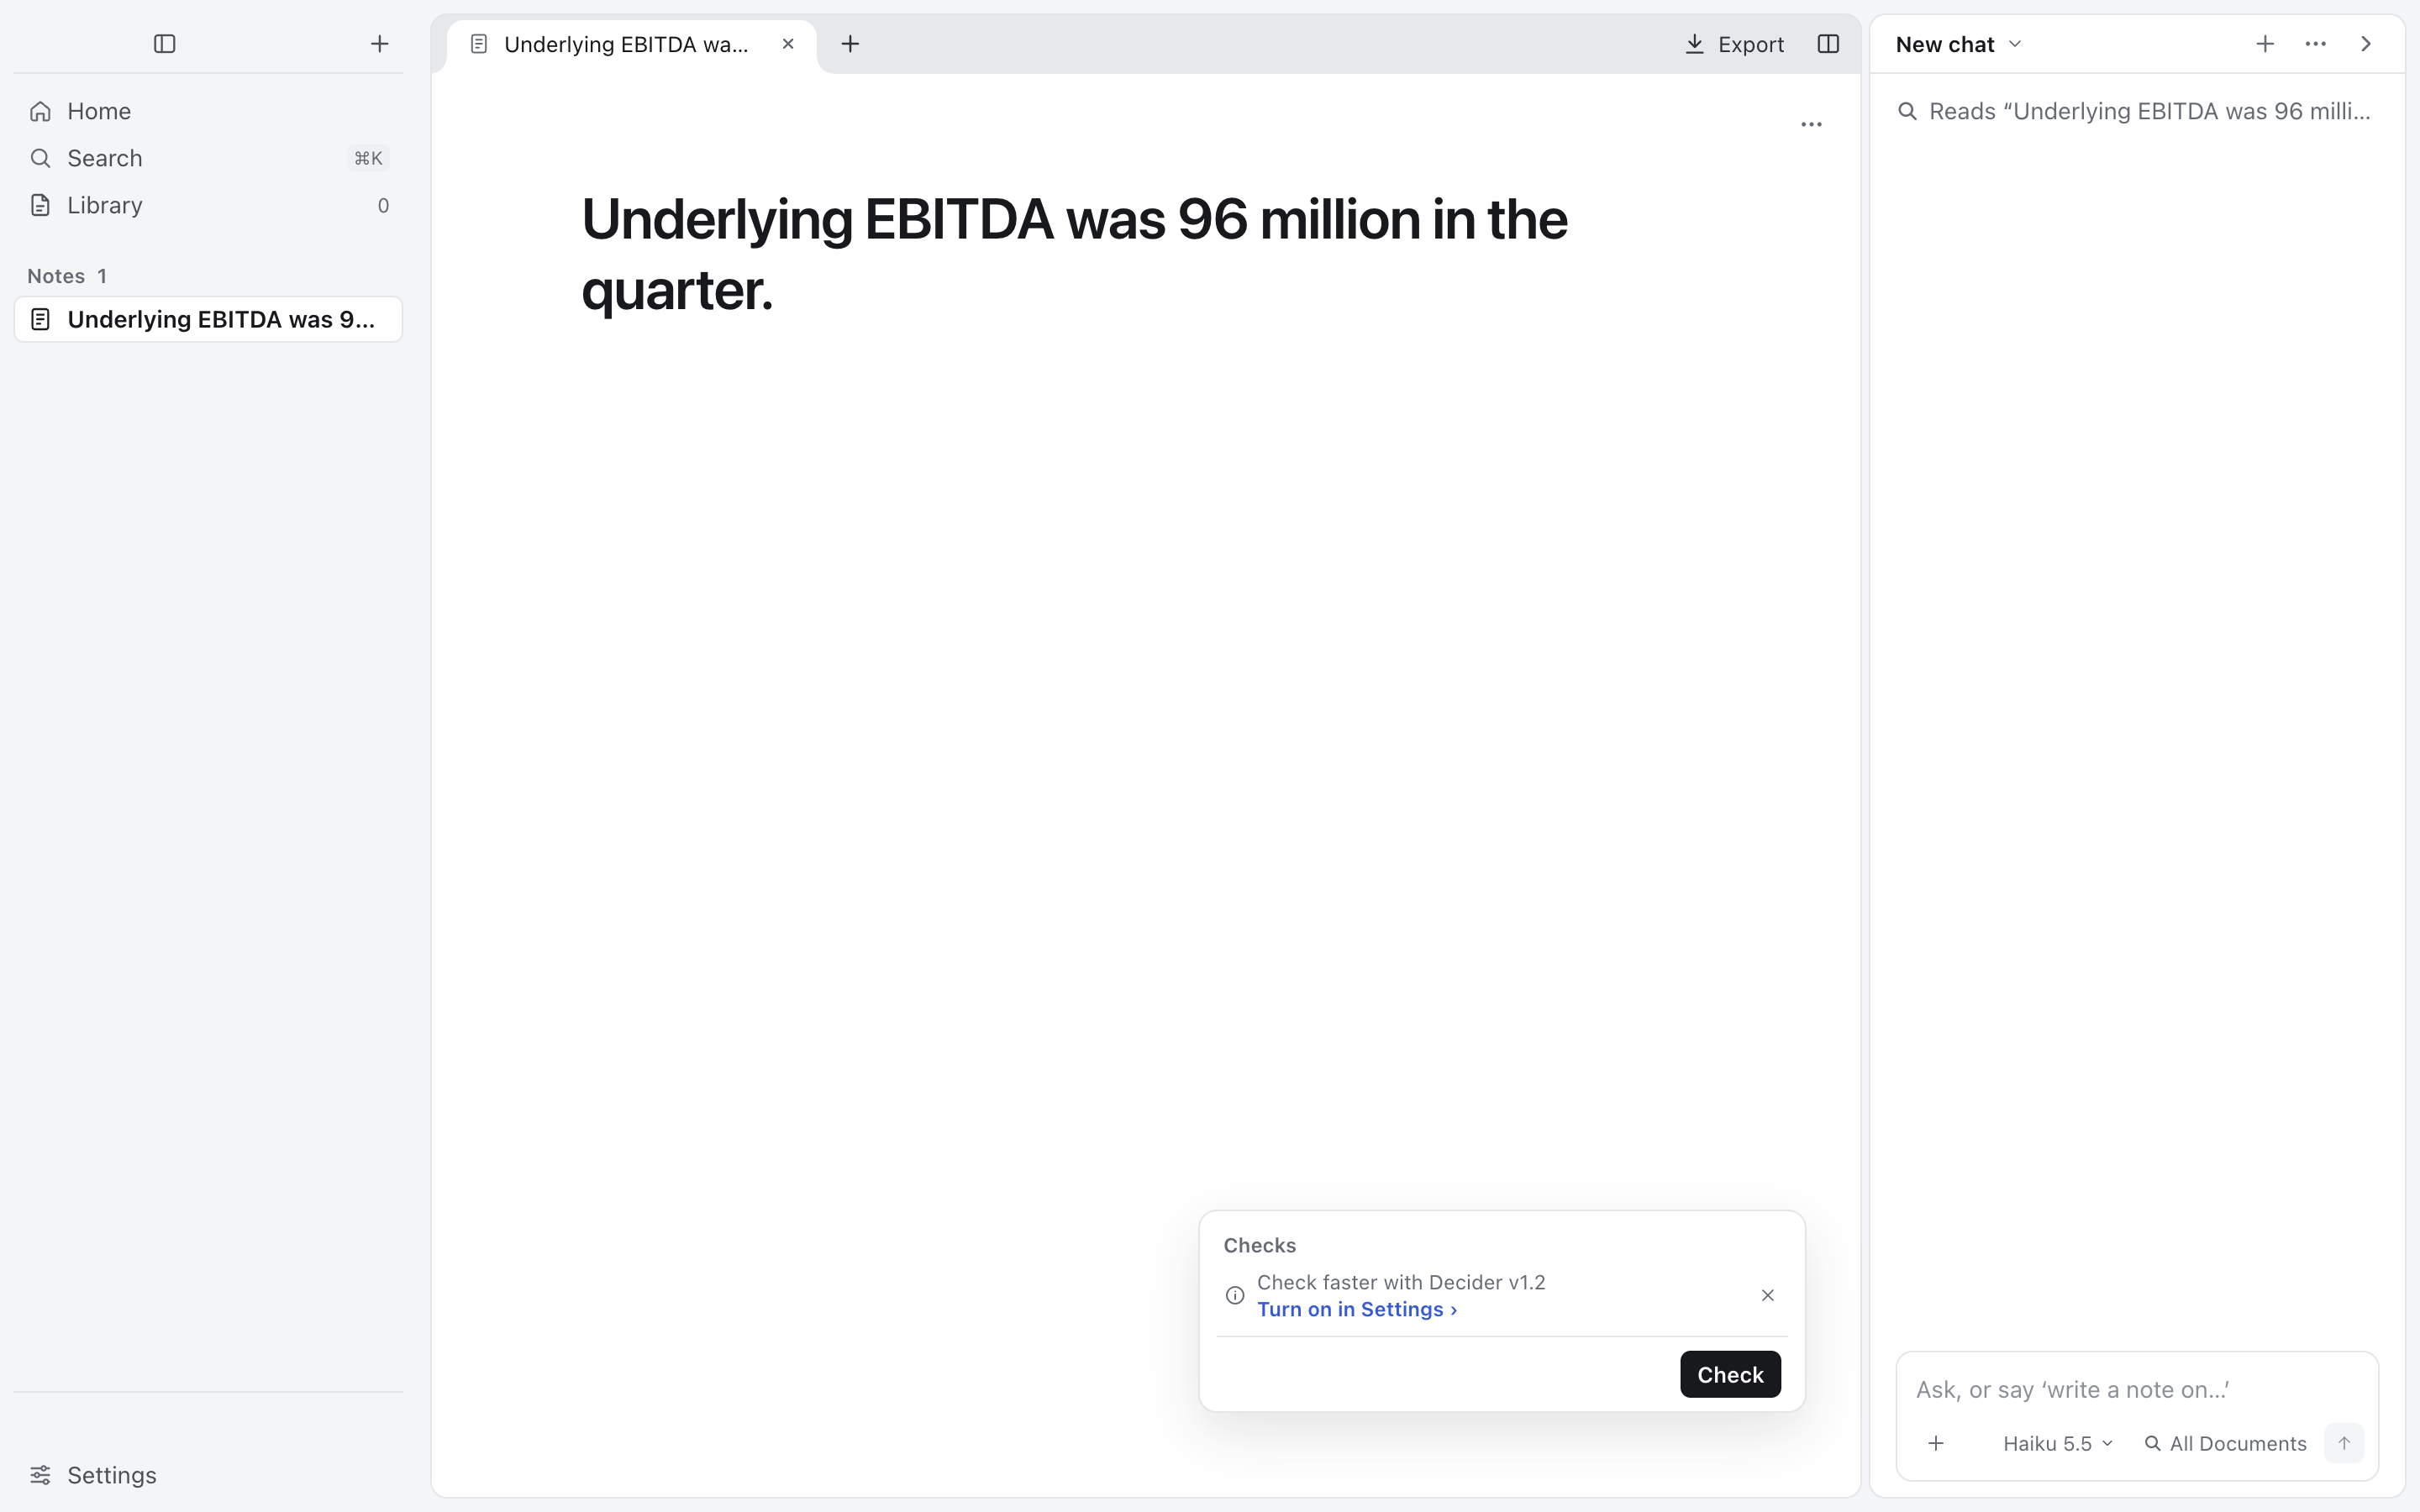 Home
Search ⌘K
Library 0
Notes 1
Underlying EBITDA was 9...
Settings
Underlying EBITDA wa...
Export
Underlying EBITDA was 96 million in the
quarter.
Checks
Check faster with Decider v1.2
Turn on in Settings ›
Check
New chat
Reads “Underlying EBITDA was 96 milli...
Ask, or say ‘write a note on...’
Haiku 5.5
All Documents